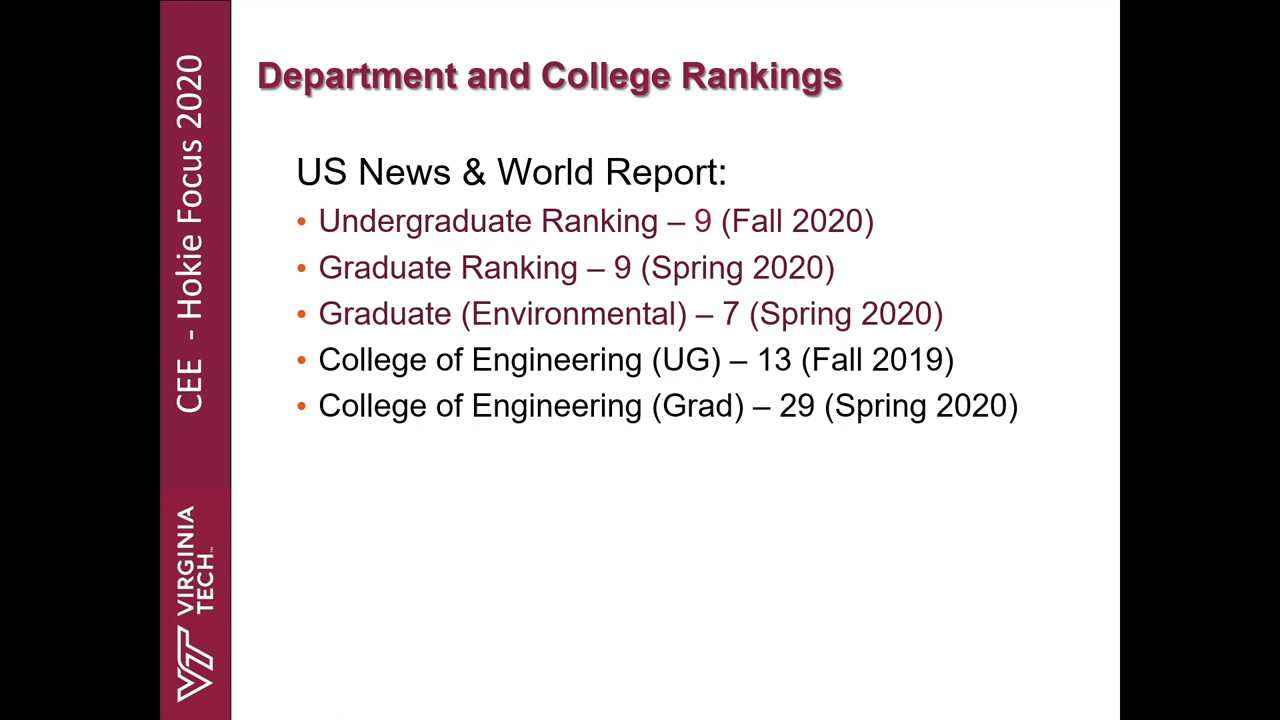 CEE - Hokie Focus 2020
VIRGINIA
TECH™
Department and College Rankings
US News & World Report:
• Undergraduate Ranking – 9 (Fall 2020)
• Graduate Ranking – 9 (Spring 2020)
• Graduate (Environmental) – 7 (Spring 2020)
• College of Engineering (UG) – 13 (Fall 2019)
• College of Engineering (Grad) – 29 (Spring 2020)